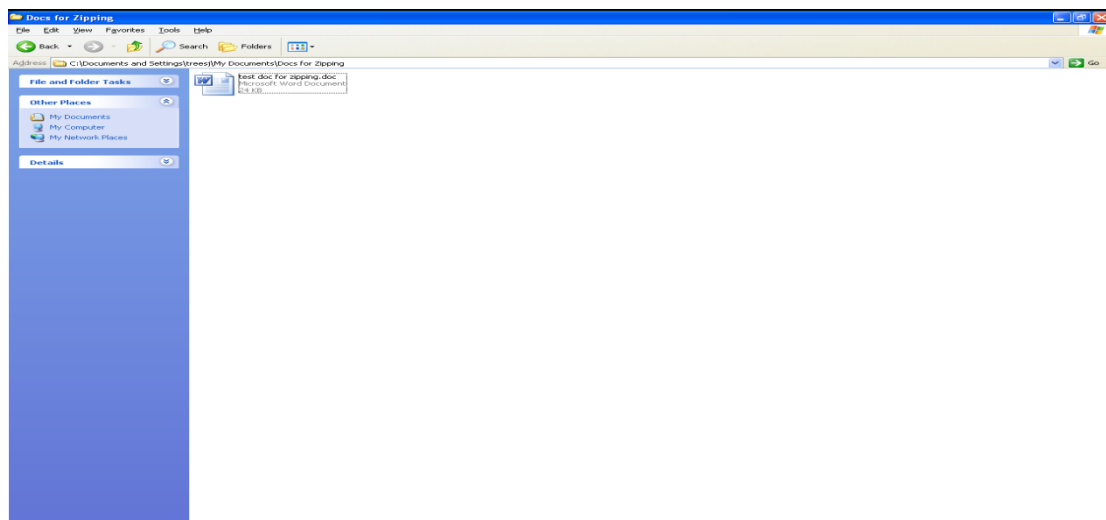 Docs for Zipping
File Edit View Favorites Tools Help
Back Search Folders
Address C:\Documents and Settings\treesj\My Documents\Docs for Zipping Go
File and Folder Tasks
Other Places
My Documents
My Computer
My Network Places
Details
test doc for zipping.doc
Microsoft Word Document
24 KB